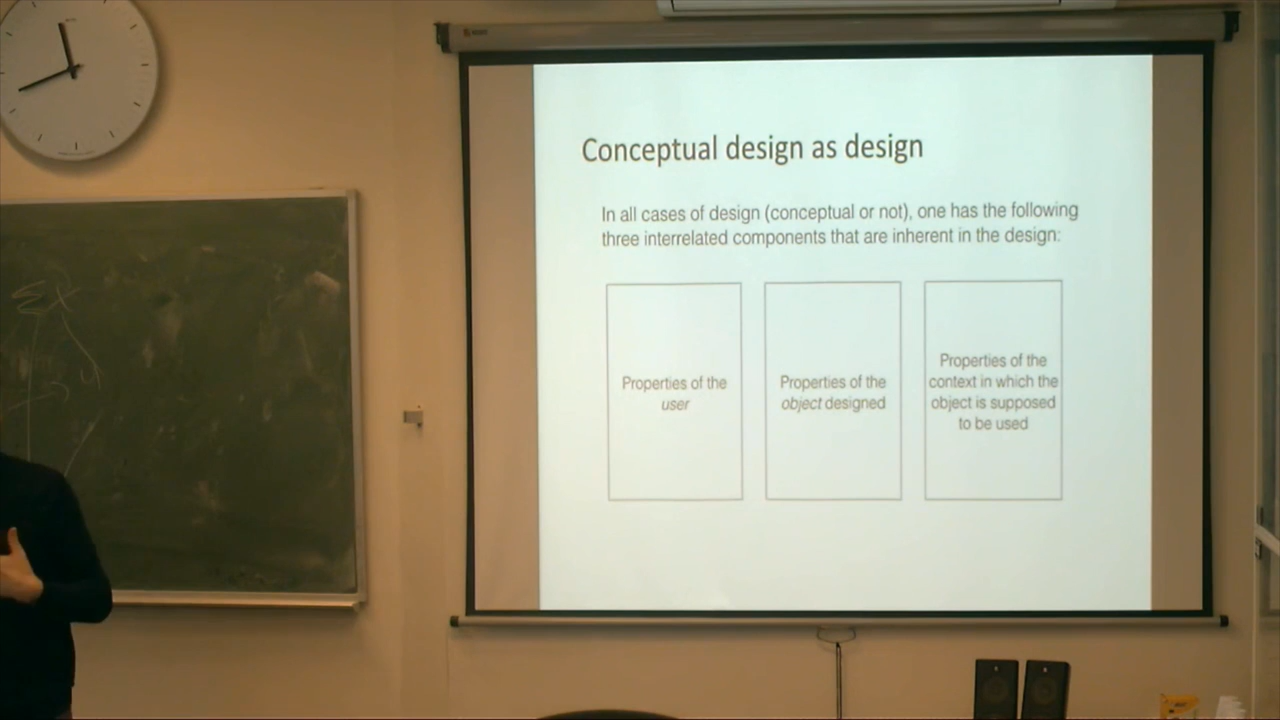 Conceptual design as design
In all cases of design (conceptual or not), one has the following
three interrelated components that are inherent in the design:
Properties of the
user
Properties of the
object designed
Properties of the
context in which the
object is supposed
to be used